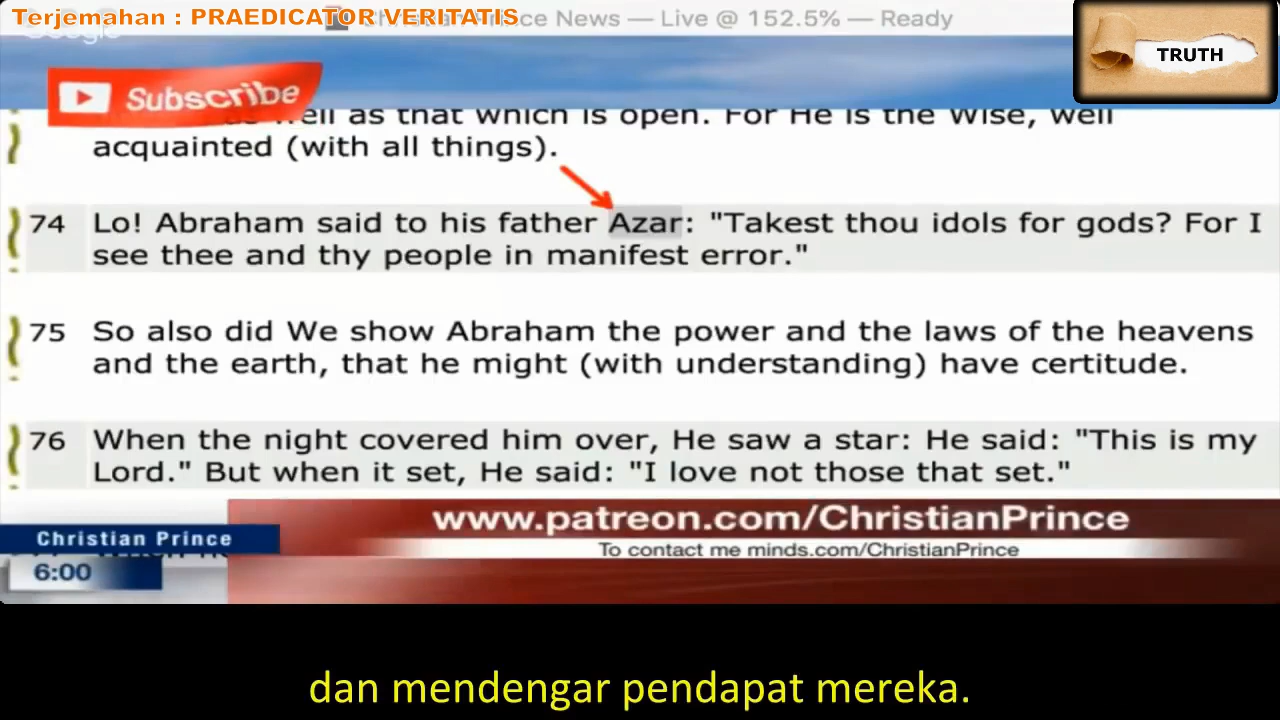 Terjemahan : PRAEDICATOR VERITATIS
Prince News — Live @ 152.5% — Ready
Google
TRUTH
Subscribe
as well as that which is open. For He is the Wise, well
acquainted (with all things).
74 Lo! Abraham said to his father Azar: "Takest thou idols for gods? For I
see thee and thy people in manifest error."
75 So also did We show Abraham the power and the laws of the heavens
and the earth, that he might (with understanding) have certitude.
76 When the night covered him over, He saw a star: He said: "This is my
Lord." But when it set, He said: "I love not those that set."
www.patreon.com/ChristianPrince
Christian Prince
To contact me minds.com/ChristianPrince
6:00
dan mendengar pendapat mereka.